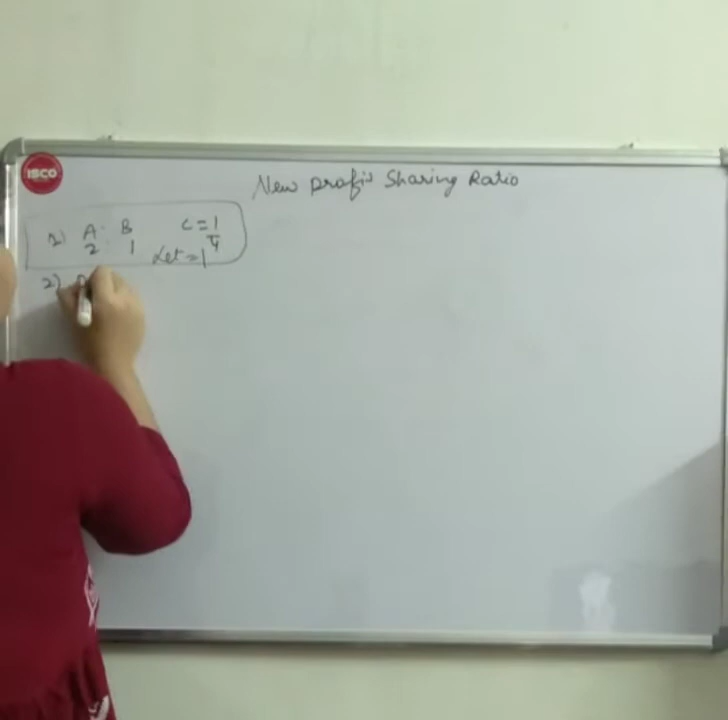 ISCO
New profit Sharing Ratio
1) A : B C = 1/4
2 1 Let = 1
2)